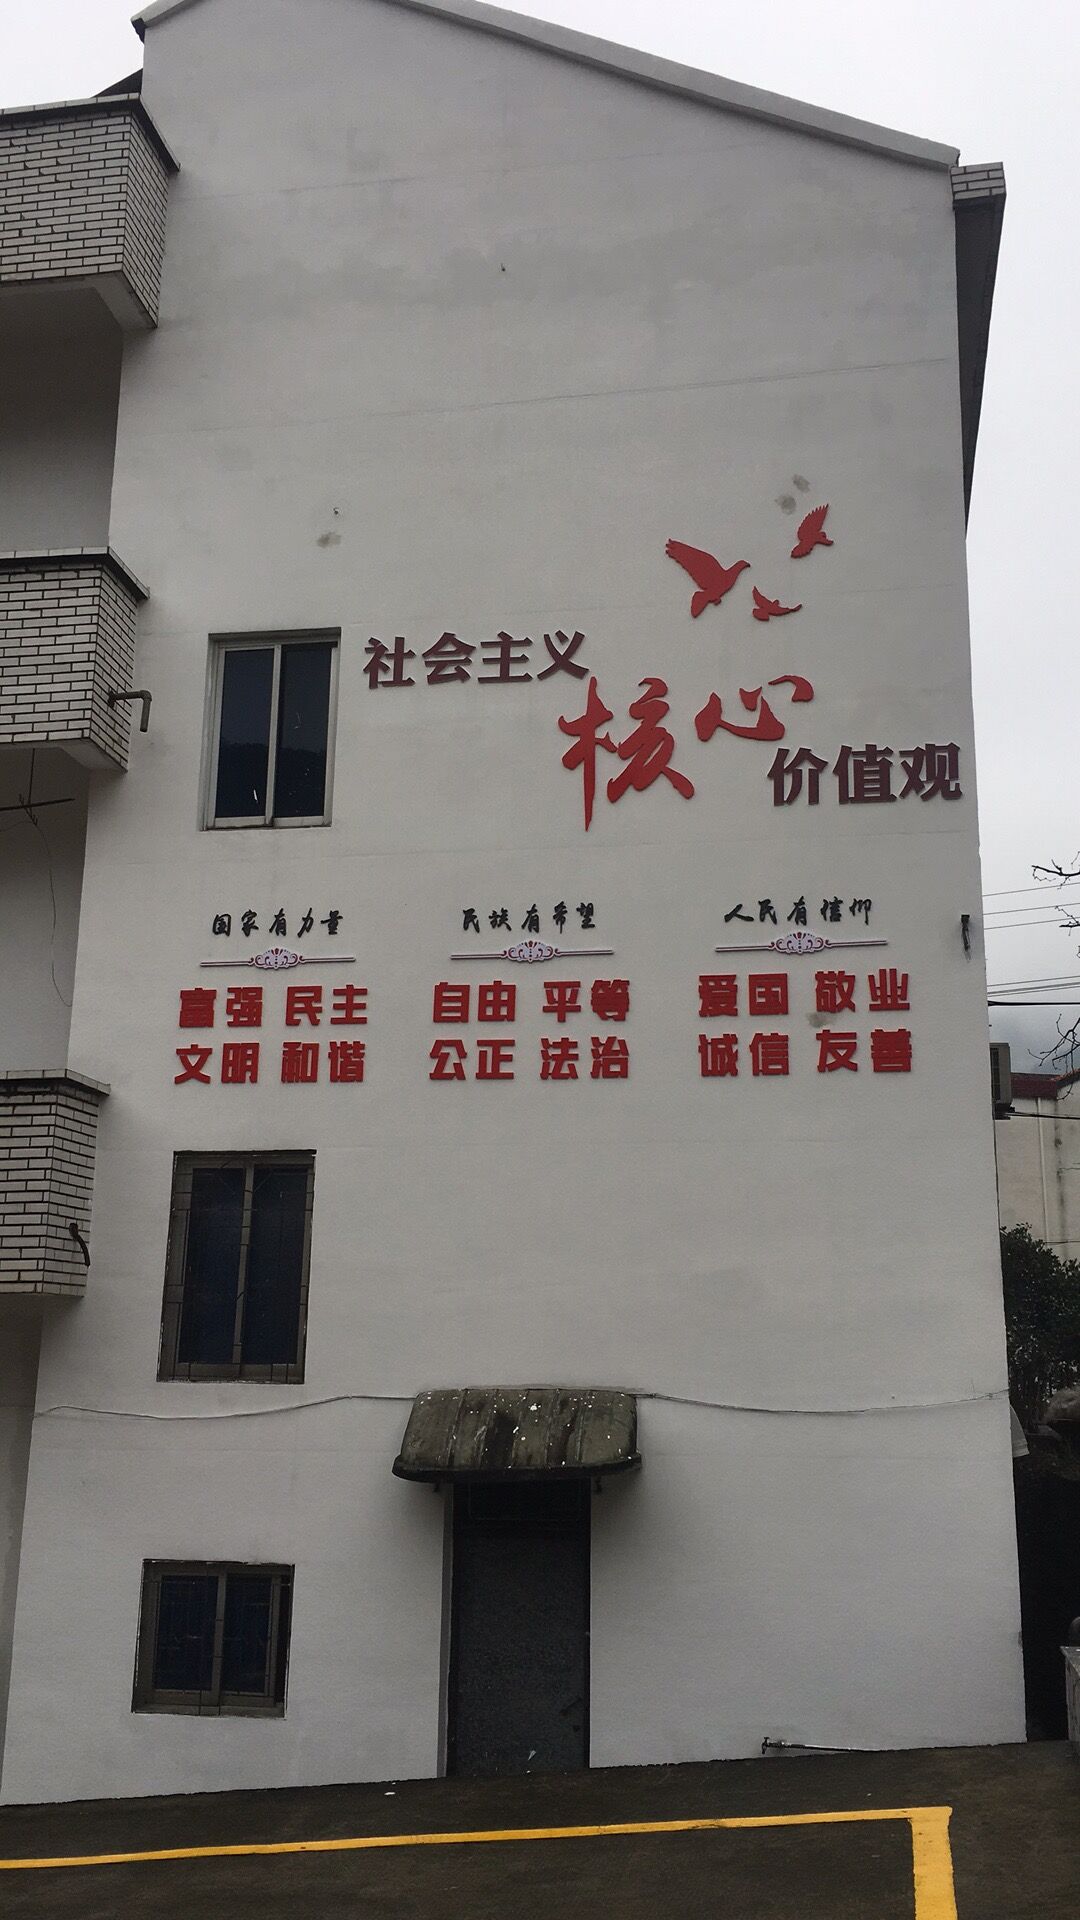 社会主义
核心
价值观
国家有力量
民族有希望
人民有信仰
富强 民主
自由 平等
爱国 敬业
文明 和谐
公正 法治
诚信 友善